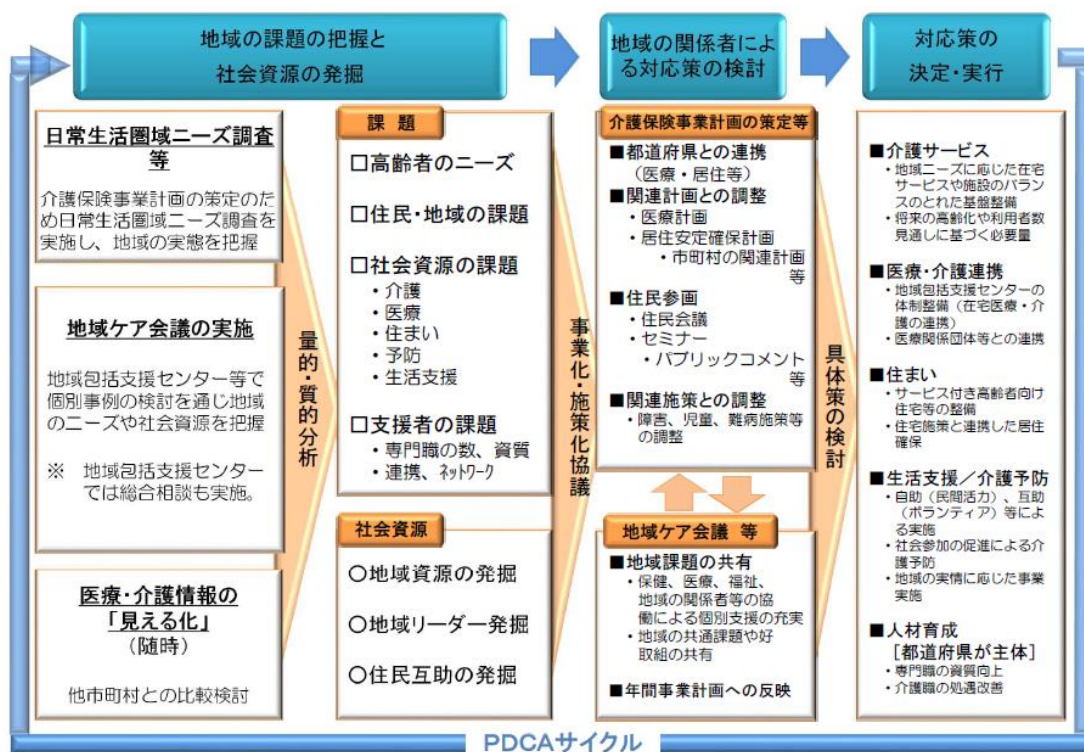 地域の課題の把握と
社会資源の発掘
地域の関係者によ
る対応策の検討
対応策の
決定・実行
日常生活圏域ニーズ調査
等
介護保険事業計画の策定のた
め日常生活圏域ニーズ調査を
実施し、地域の実態を把握
地域ケア会議の実施
地域包括支援センター等で
個別事例の検討を通じ地域
のニーズや社会資源を把握
※ 地域包括支援センター
では総合相談も実施。
医療・介護情報の
「見える化」
(随時)
他市町村との比較検討
量的・質的分析
課 題
□高齢者のニーズ
□住民・地域の課題
□社会資源の課題
・介護
・医療
・住まい
・予防
・生活支援
□支援者の課題
・専門職の数、資質
・連携、ネットワーク
社会資源
○地域資源の発掘
○地域リーダー発掘
○住民互助の発掘
事業化・施策化協議
介護保険事業計画の策定等
■都道府県との連携
(医療・居住等)
■関連計画との調整
・医療計画
・居住安定確保計画
・市町村の関連計画
等
■住民参画
・住民会議
・セミナー
・パブリックコメント
等
■関連施策との調整
・障害、児童、難病施策等
の調整
地域ケア会議 等
■地域課題の共有
・保健、医療、福祉、
地域の関係者等の協
働による個別支援の充実
・地域の共通課題や好
取組の共有
■年間事業計画への反映
具体策の検討
■介護サービス
・地域ニーズに応じた在宅
サービスや施設のバラン
スのとれた基盤整備
・将来の高齢化や利用者数
見通しに基づく必要量
■医療・介護連携
・地域包括支援センターの
体制整備(在宅医療・介
護の連携)
・医療関係団体等との連携
■住まい
・サービス付き高齢者向け
住宅等の整備
・住宅施策と連携した居住
確保
■生活支援/介護予防
・自助(民間活力)、互助
(ボランティア)等によ
る実施
・社会参加の促進による介
護予防
・地域の実情に応じた事業
実施
■人材育成
[都道府県が主体]
・専門職の資質向上
・介護職の処遇改善
PDCAサイクル